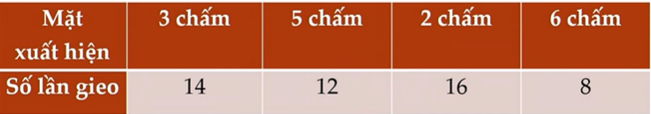 Mặt xuất hiện 3 chấm 5 chấm 2 chấm 6 chấm
Số lần gieo 14 12 16 8